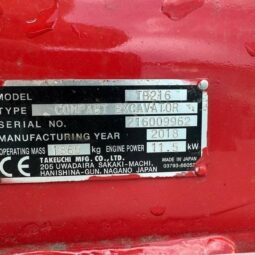 MODEL TB216
TYPE COMPACT EXCAVATOR
SERIAL NO. 216009962
MANUFACTURING YEAR 2018
OPERATING MASS kg ENGINE POWER 11.5 kW
CE TAKEUCHI MFG. CO., LTD. MADE IN JAPAN
205 UWADAIRA SAKAKI-MACHI,
HANISHINA-GUN, NAGANO JAPAN